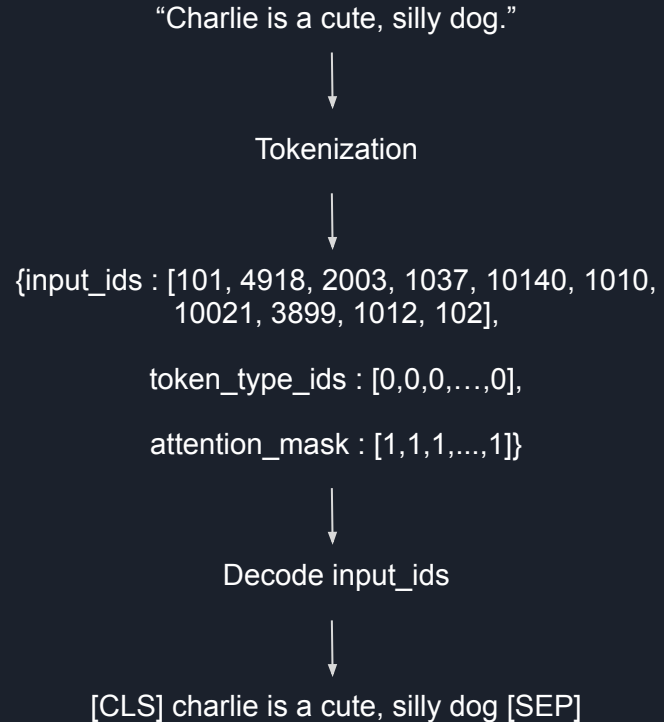 “Charlie is a cute, silly dog.”
Tokenization
{input_ids : [101, 4918, 2003, 1037, 10140, 1010,
10021, 3899, 1012, 102],
token_type_ids : [0,0,0,…,0],
attention_mask : [1,1,1,...,1]}
Decode input_ids
[CLS] charlie is a cute, silly dog [SEP]